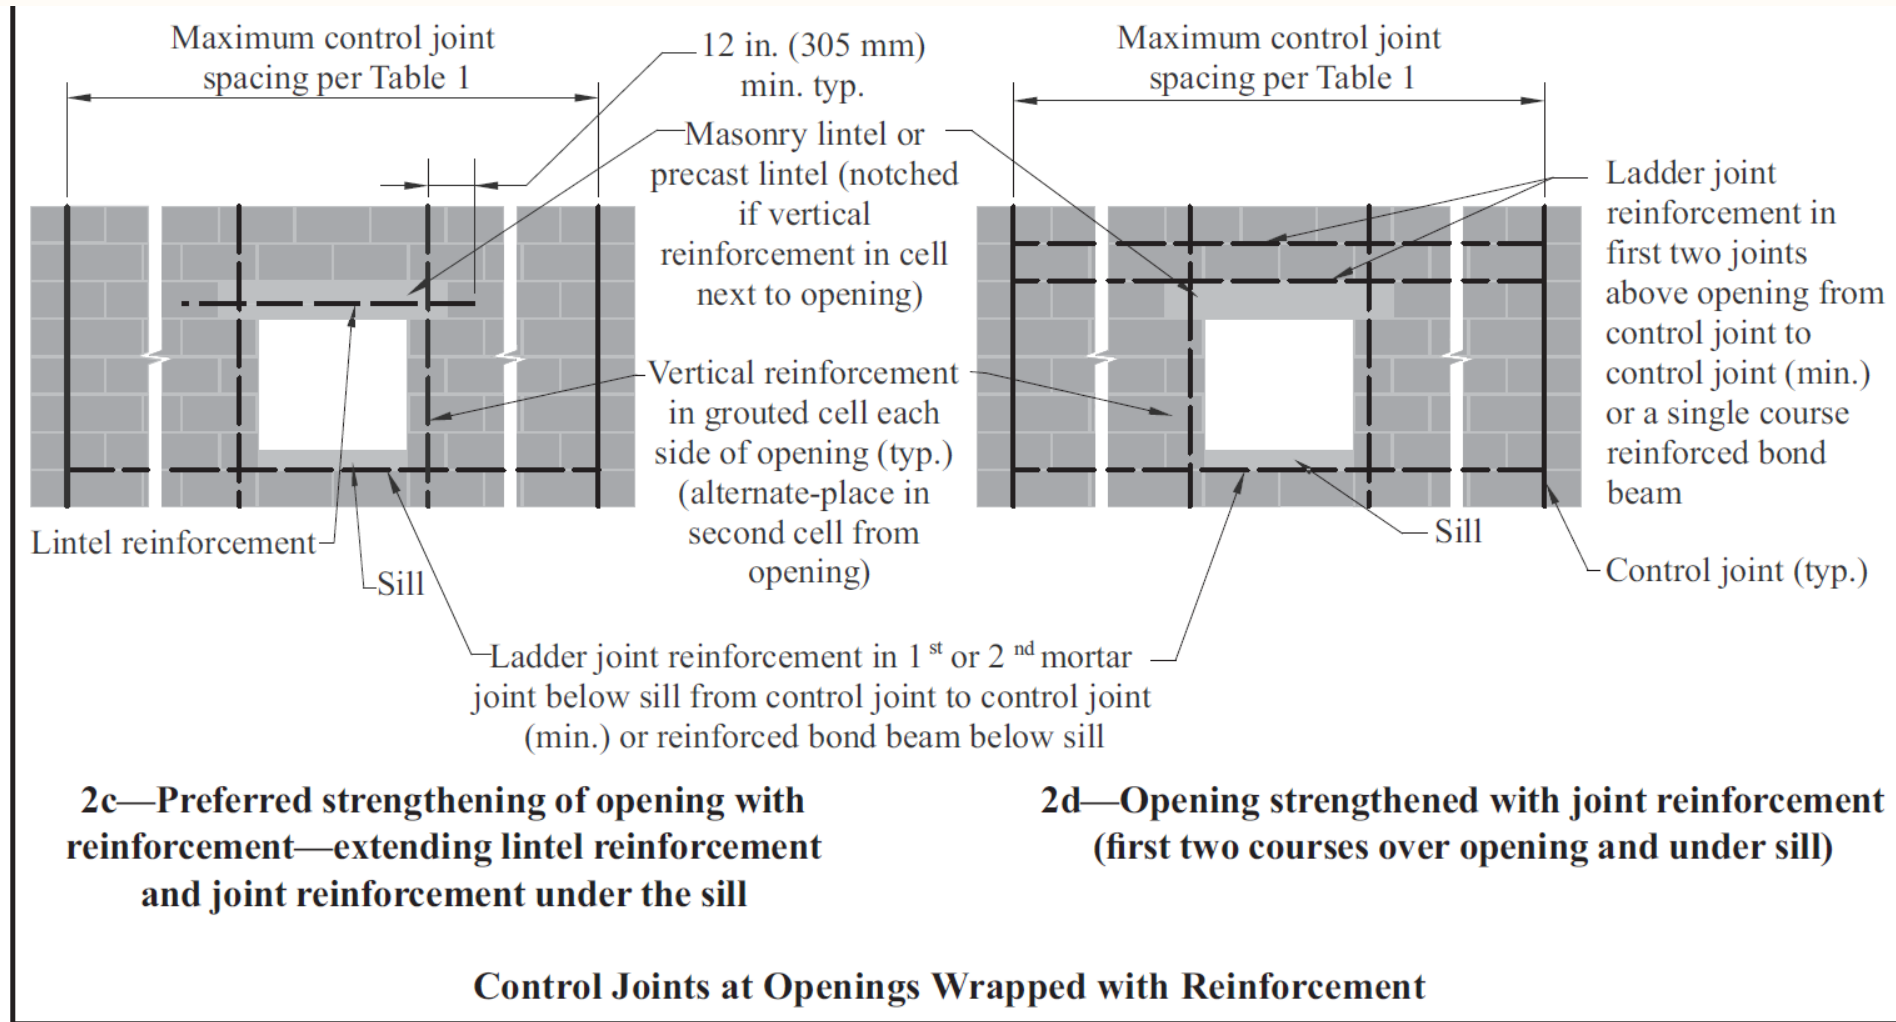 Maximum control joint
spacing per Table 1
12 in. (305 mm)
min. typ.
Maximum control joint
spacing per Table 1
Masonry lintel or
precast lintel (notched
if vertical
reinforcement in cell
next to opening)
Ladder joint
reinforcement in
first two joints
above opening from
control joint to
control joint (min.)
or a single course
reinforced bond
beam
Vertical reinforcement
in grouted cell each
side of opening (typ.)
(alternate-place in
second cell from
opening)
Lintel reinforcement
Sill
Sill
Control joint (typ.)
Ladder joint reinforcement in 1 st or 2 nd mortar
joint below sill from control joint to control joint
(min.) or reinforced bond beam below sill
2c—Preferred strengthening of opening with
reinforcement—extending lintel reinforcement
and joint reinforcement under the sill
2d—Opening strengthened with joint reinforcement
(first two courses over opening and under sill)
Control Joints at Openings Wrapped with Reinforcement